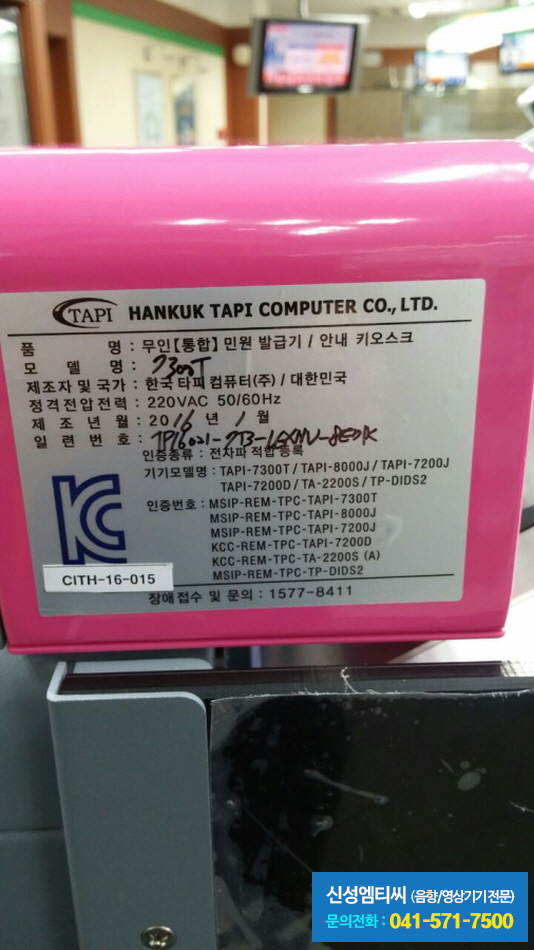 TAPI HANKUK TAPI COMPUTER CO., LTD.
품 명 : 무인【통합】 민원 발급기 / 안내 키오스크
모 델 명 : 7300T
제조자 및 국가 : 한국 타피 컴퓨터(주) / 대한민국
정격전압전력 : 220VAC 50/60Hz
제 조 년 월 : 2016 년 1 월
일 련 번 호 :
인증종류 : 전자파 적합 등록
기기모델명 : TAPI-7300T / TAPI-8000J / TAPI-7200J
TAPI-7200D / TA-2200S / TP-DIDS2
인증번호 : MSIP-REM-TPC-TAPI-7300T
MSIP-REM-TPC-TAPI-8000J
MSIP-REM-TPC-TAPI-7200J
KCC-REM-TPC-TAPI-7200D
KCC-REM-TPC-TA-2200S (A)
MSIP-REM-TPC-TP-DIDS2
CITH-16-015
장애 접수 및 문의 : 1577-8411
신성엠티씨 (음향/영상기기 전문)
문의전화 : 041-571-7500